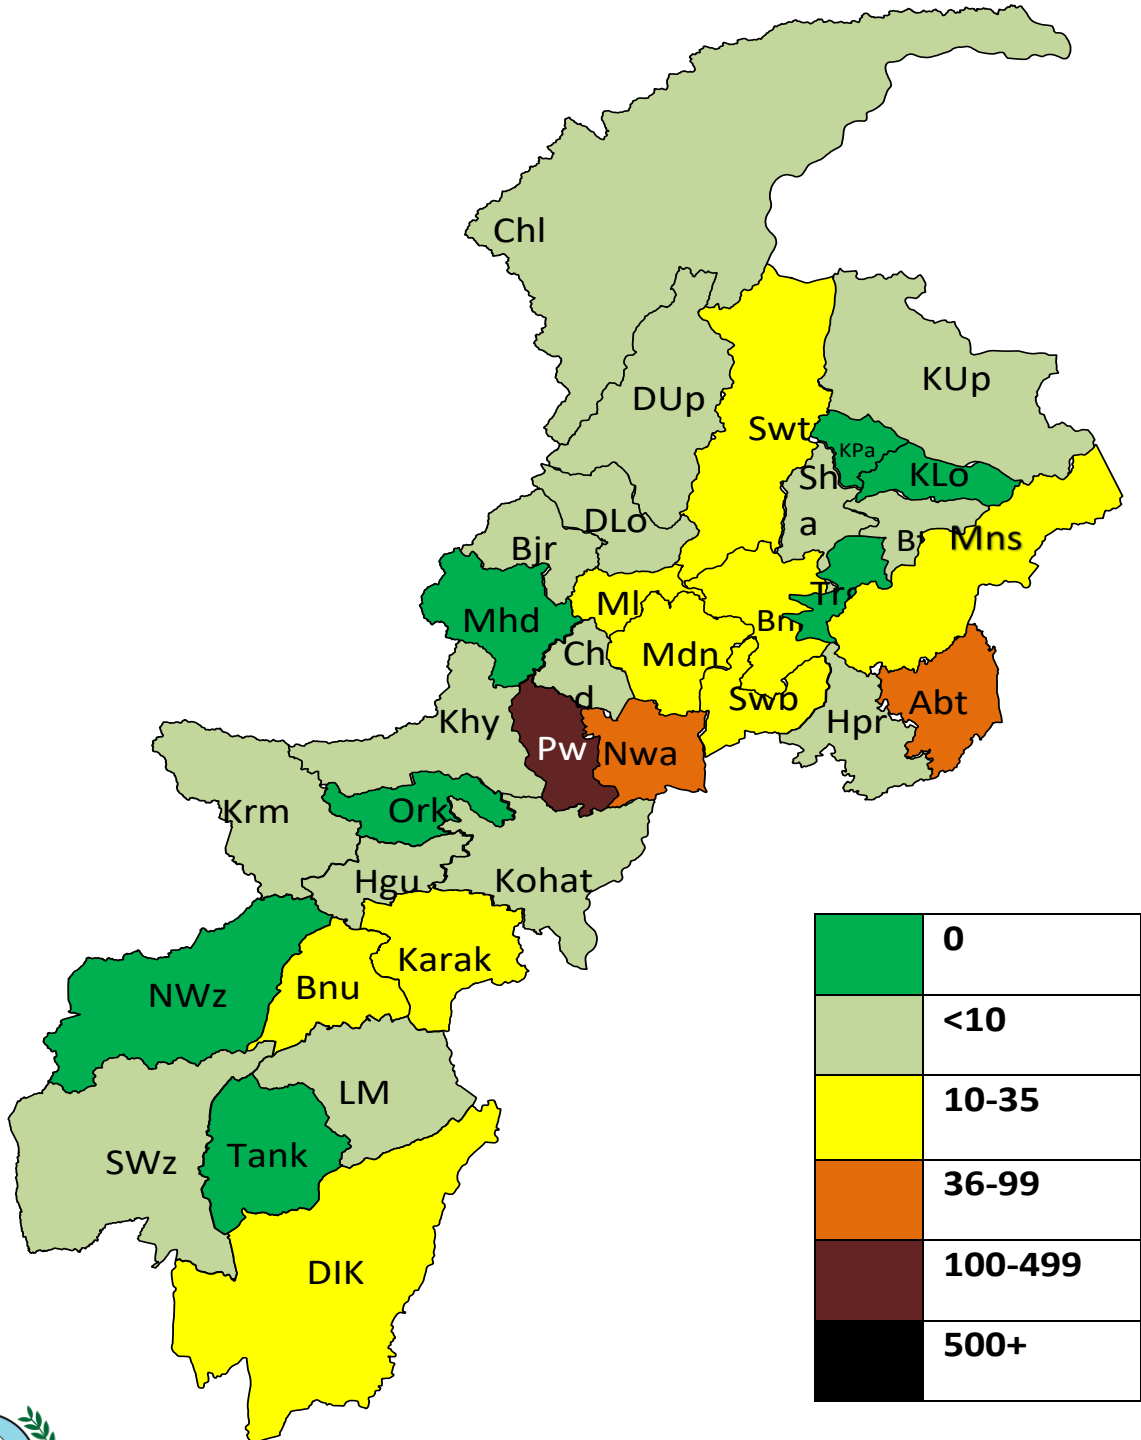 Chl
KUp
DUp
Swt
KPa
KLo
Sh
a
DLo
Mns
Bjr
Ml
Mhd
Ch
d
Mdn
Swb
Abt
Hpr
Khy
Pw
Nwa
Krm
Ork
Hgu
Kohat
Karak
Bnu
NWz
LM
SWz
Tank
DIK
0
<10
10-35
36-99
100-499
500+